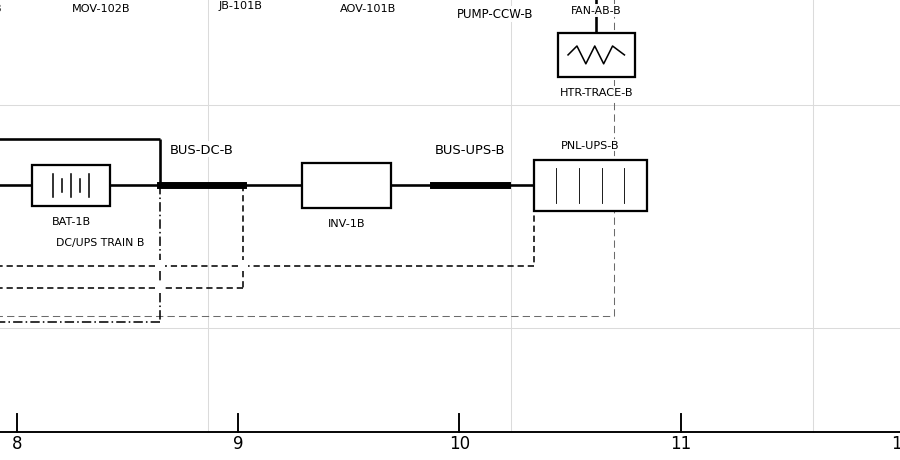 MOV-102B
JB-101B
AOV-101B
PUMP-CCW-B
FAN-AB-B
HTR-TRACE-B
BUS-DC-B
BUS-UPS-B
PNL-UPS-B
BAT-1B
INV-1B
DC/UPS TRAIN B
8 9 10 11